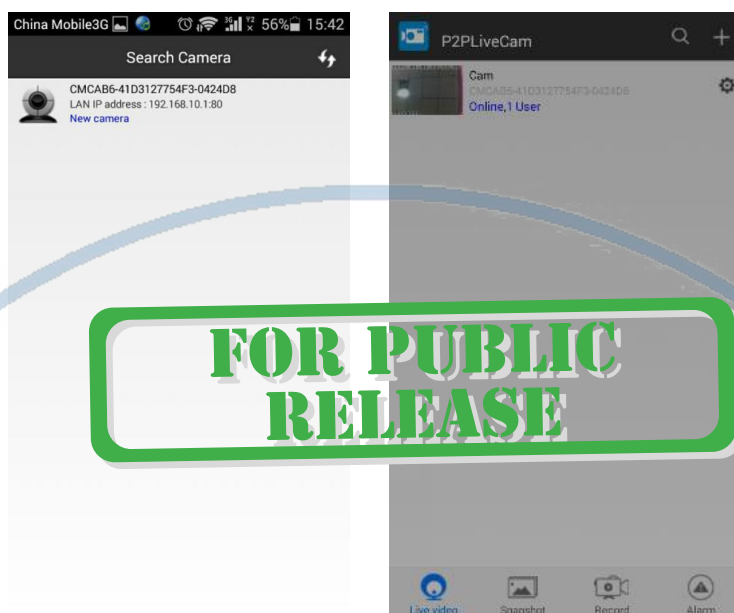 China Mobile3G 3G 56% 15:42
Search Camera
CMCAB6-41D3127754F3-0424D8
LAN IP address : 192.168.10.1:80
New camera
P2PLiveCam
Cam
CMCAB6-41D3127754F3-0424D8
Online,1 User
FOR PUBLIC
RELEASE
Live video Snapshot Record Alarm